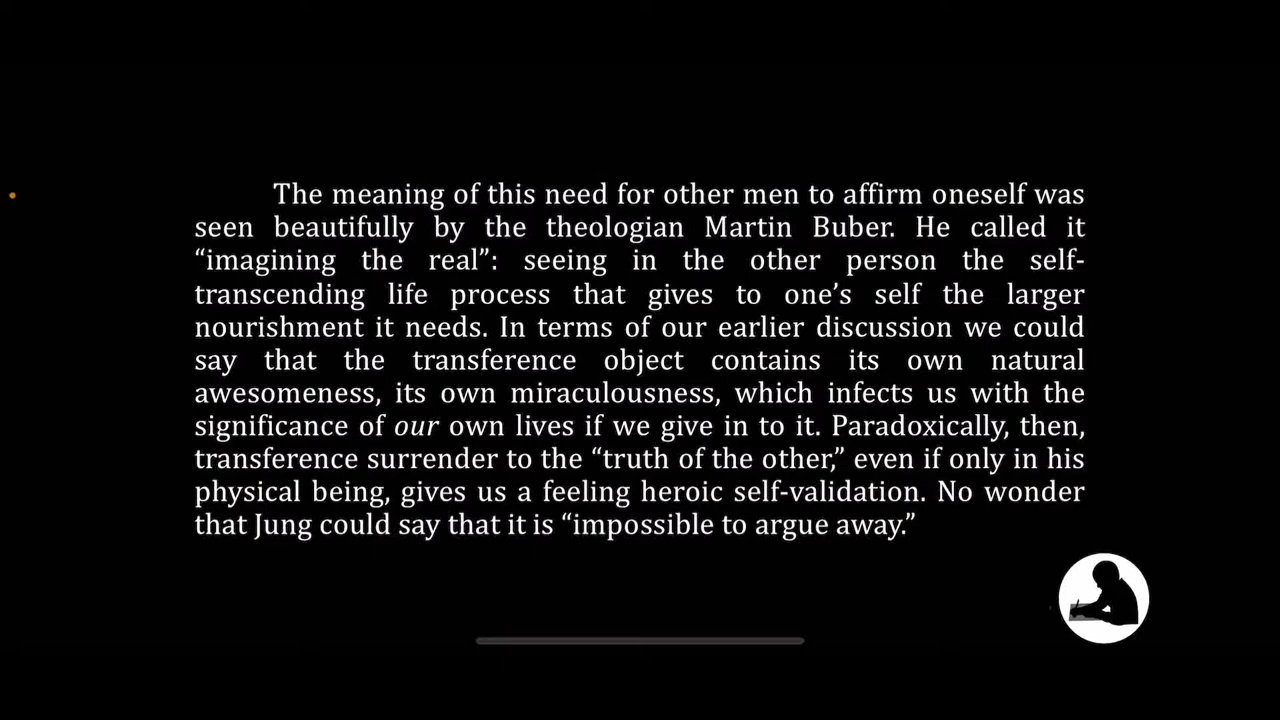 The meaning of this need for other men to affirm oneself was
seen beautifully by the theologian Martin Buber. He called it
“imagining the real”: seeing in the other person the self-
transcending life process that gives to one’s self the larger
nourishment it needs. In terms of our earlier discussion we could
say that the transference object contains its own natural
awesomeness, its own miraculousness, which infects us with the
significance of our own lives if we give in to it. Paradoxically, then,
transference surrender to the “truth of the other,” even if only in his
physical being, gives us a feeling heroic self-validation. No wonder
that Jung could say that it is “impossible to argue away.”